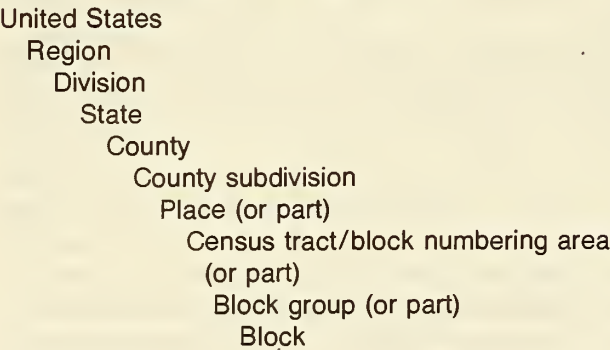 United States
Region
Division
State
County
County subdivision
Place (or part)
Census tract/block numbering area
(or part)
Block group (or part)
Block